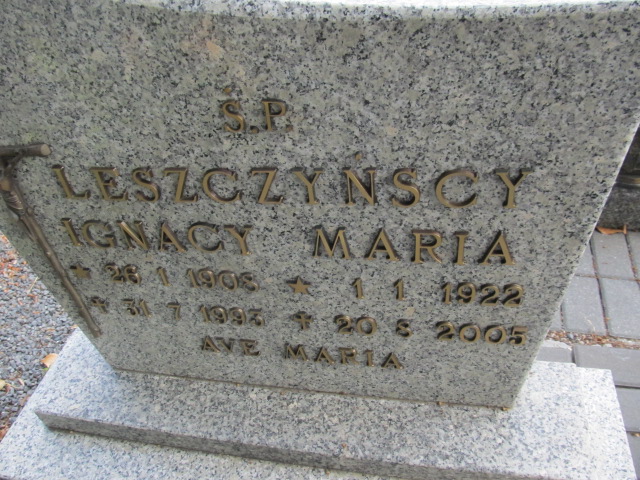 Ś.P.
LESZCZYŃSCY
IGNACY MARIA
★ 28 1 1908 ★ 1 1 1922
✝ 31 7 1993 ✝ 20 8 2005
AVE MARIA